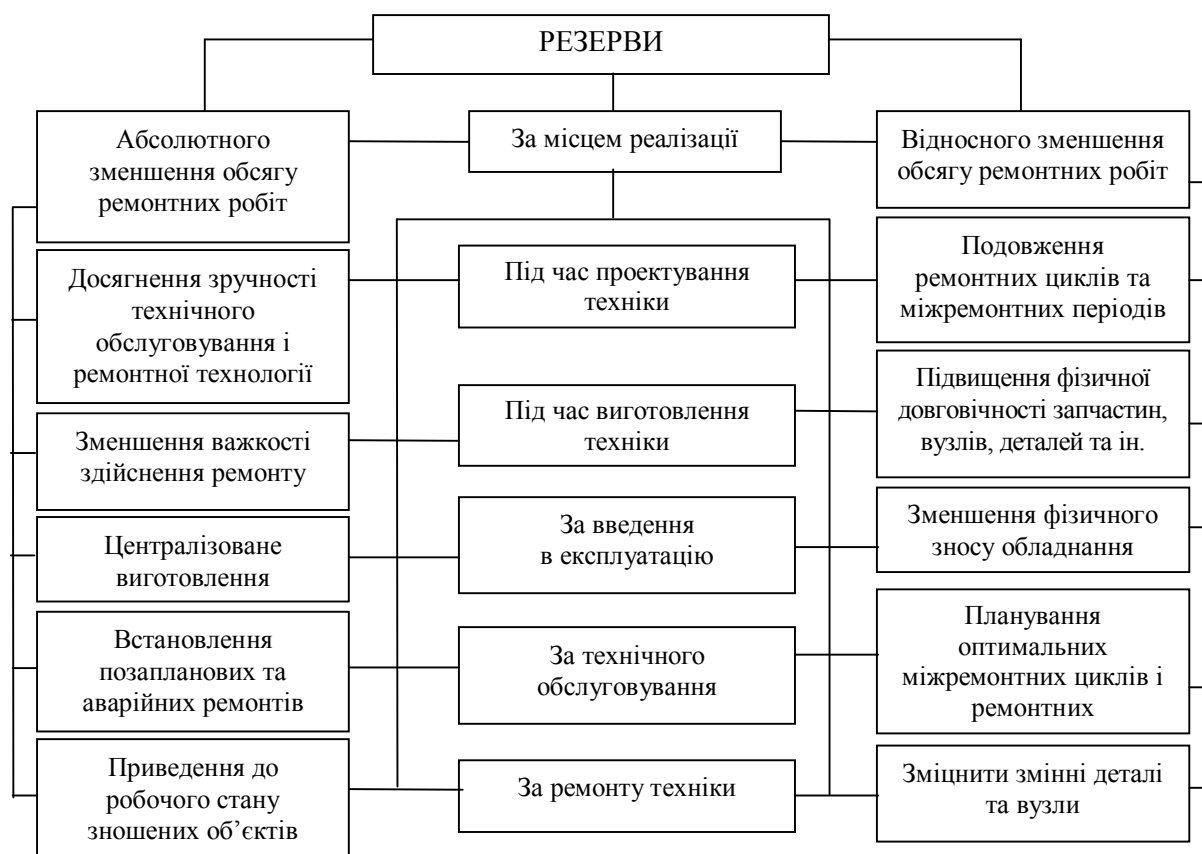 РЕЗЕРВИ
Абсолютного
зменшення обсягу
ремонтних робіт
За місцем реалізації
Відносного зменшення
обсягу ремонтних робіт
Досягнення зручності
технічного
обслуговування і
ремонтної технології
Під час проектування
техніки
Подовження
ремонтних циклів та
міжремонтних періодів
Зменшення важкості
здійснення ремонту
Під час виготовлення
техніки
Підвищення фізичної
довговічності запчастин,
вузлів, деталей та ін.
Централізоване
виготовлення
За введення
в експлуатацію
Зменшення фізичного
зносу обладнання
Встановлення
позапланових та
аварійних ремонтів
За технічного
обслуговування
Планування
оптимальних
міжремонтних циклів і
ремонтних
Приведення до
робочого стану
зношених об’єктів
За ремонту техніки
Зміцнити змінні деталі
та вузли